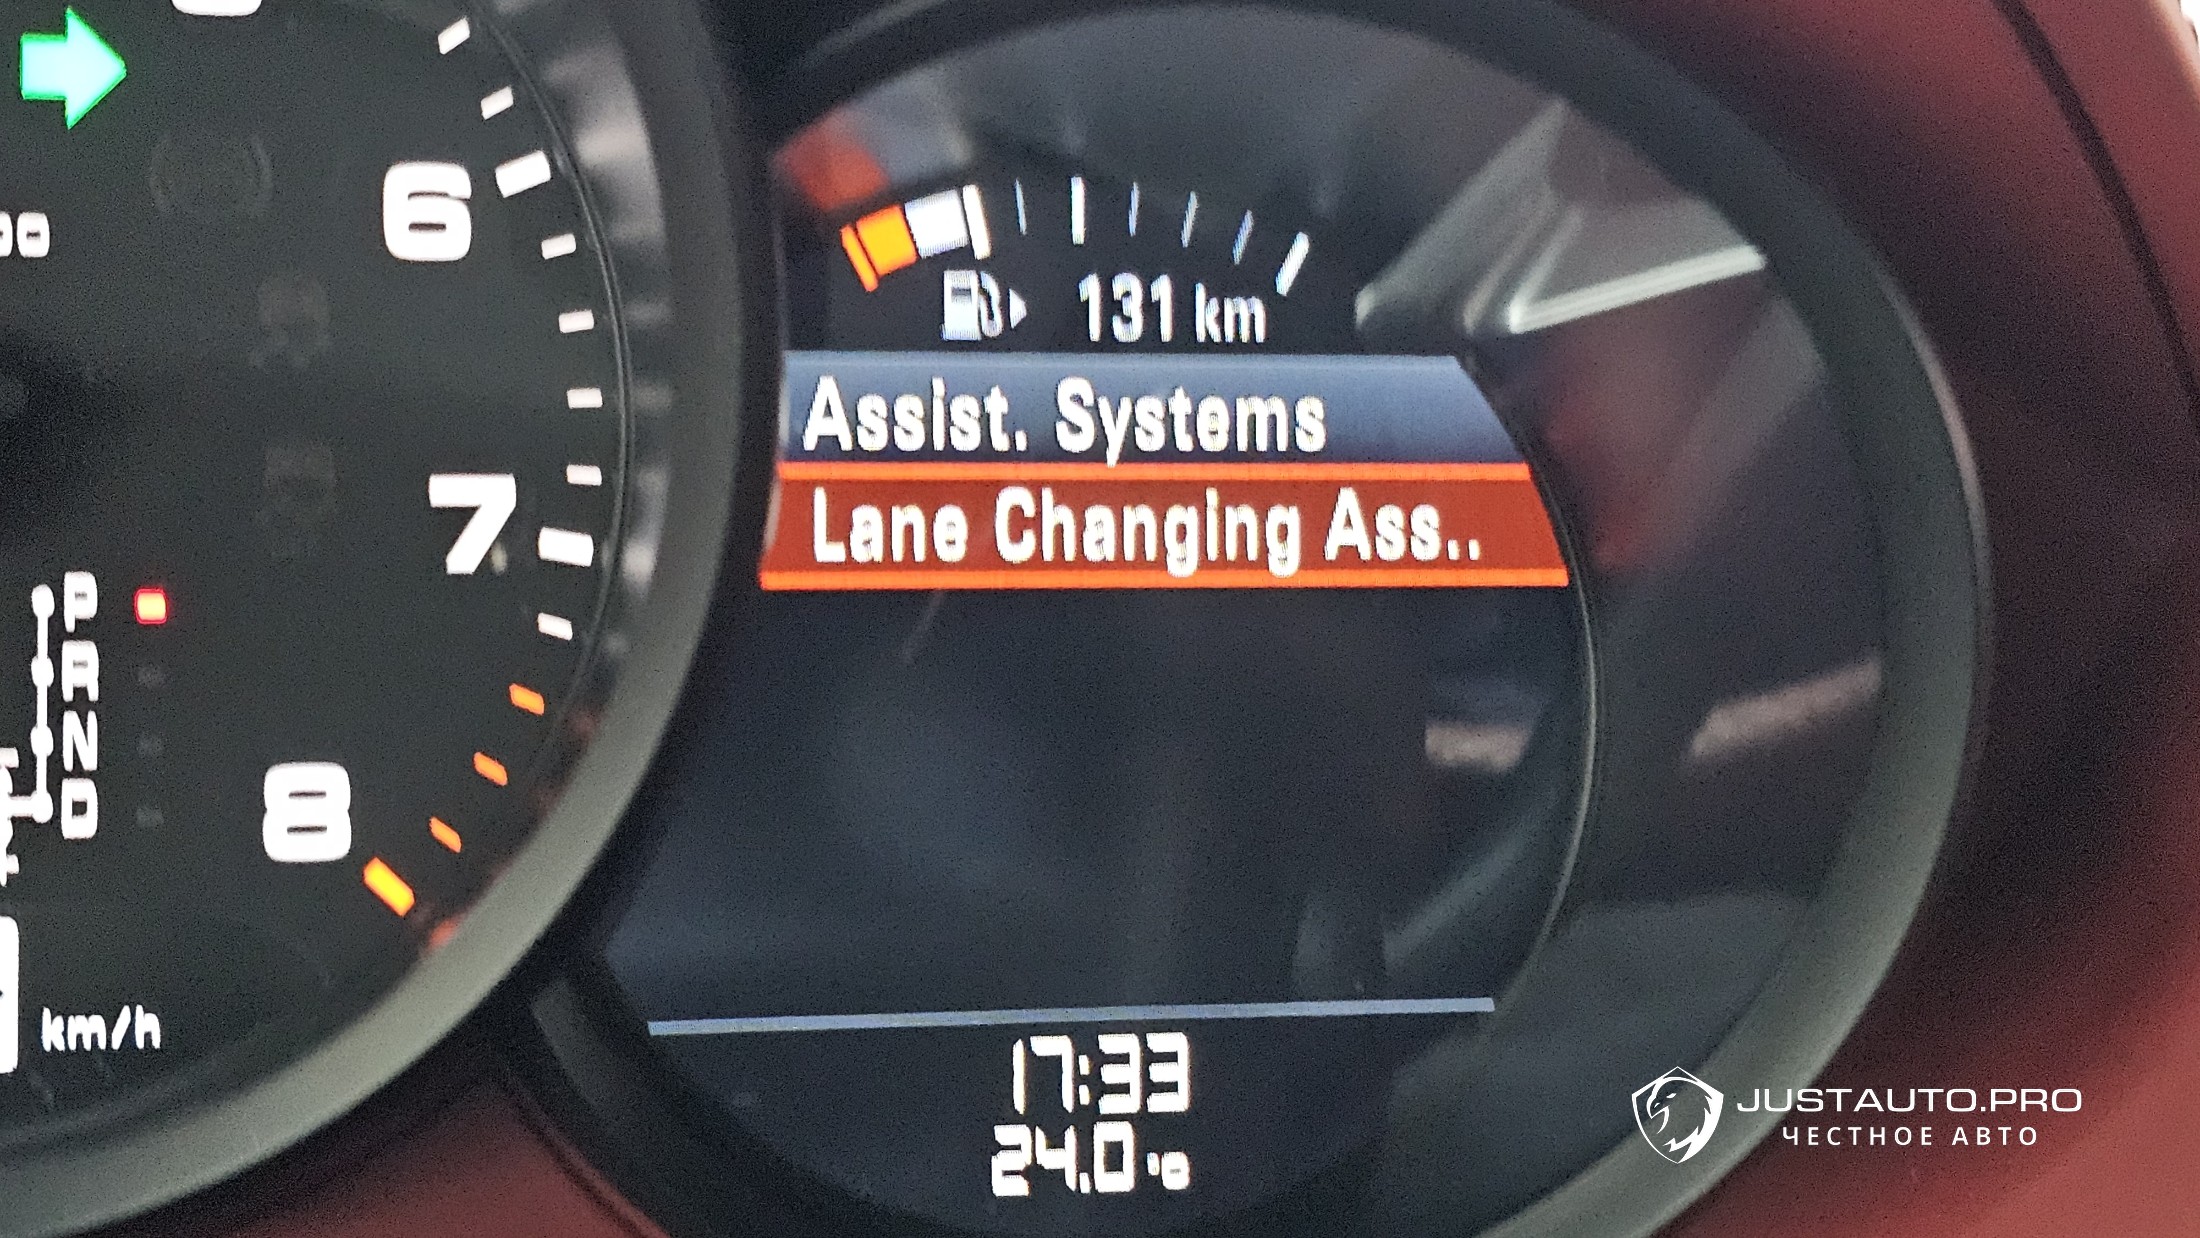 6
7
8
P
R
N
D
km/h
131 km
Assist. Systems
Lane Changing Ass..
17:33
24.0 °C
JUSTAUTO.PRO
ЧЕСТНОЕ АВТО